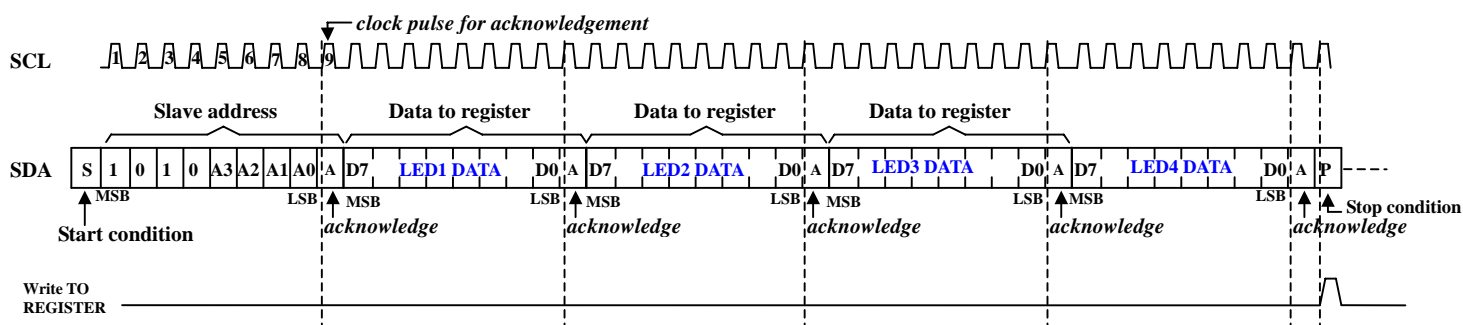 clock pulse for acknowledgement
SCL 1 2 3 4 5 6 7 8 9
Slave address Data to register Data to register Data to register
SDA S 1 0 1 0 A3 A2 A1 A0 A D7 LED1 DATA D0 A D7 LED2 DATA D0 A D7 LED3 DATA D0 A D7 LED4 DATA D0 A P
MSB LSB MSB LSB MSB LSB MSB LSB MSB LSB Stop condition
Start condition acknowledge acknowledge acknowledge acknowledge acknowledge
Write TO
REGISTER